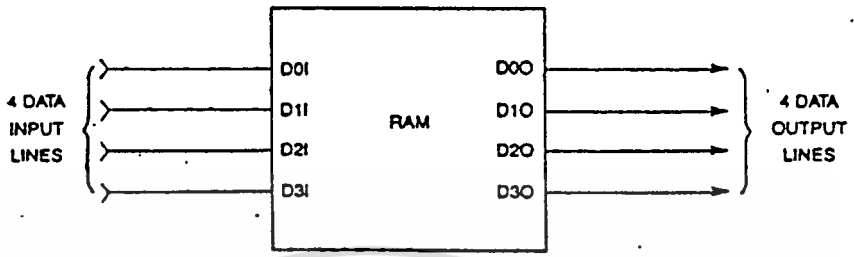 4 DATA
INPUT
LINES
D0I
D1I
D2I
D3I
RAM
D0O
D1O
D2O
D3O
4 DATA
OUTPUT
LINES